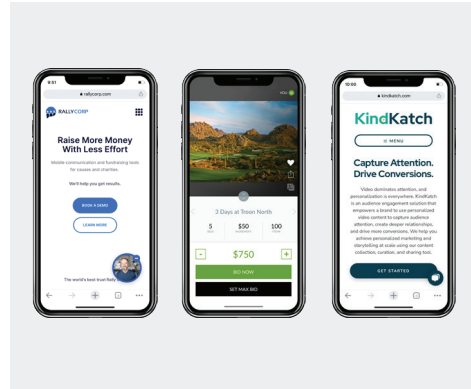 9:51
rallycorp.com
RALLYCORP
Raise More Money
With Less Effort
Mobile communication and fundraising tools
for causes and charities.
We'll help you get results.
BOOK A DEMO
LEARN MORE
The world's best trust Rally
3 Days at Troon North
5
$50
100
-
$750
+
BID NOW
SET MAX BID
10:00
kindkatch.com
KindKatch
≡ MENU
Capture Attention.
Drive Conversions.
Video dominates attention, and
personalization is everywhere. KindKatch
is an audience engagement solution that
empowers a brand to use personalized
video content to capture audience
attention, create deeper relationships,
and drive more conversions. We help you
achieve personalized marketing and
storytelling at scale using our content
collection, curation, and sharing tool.
GET STARTED